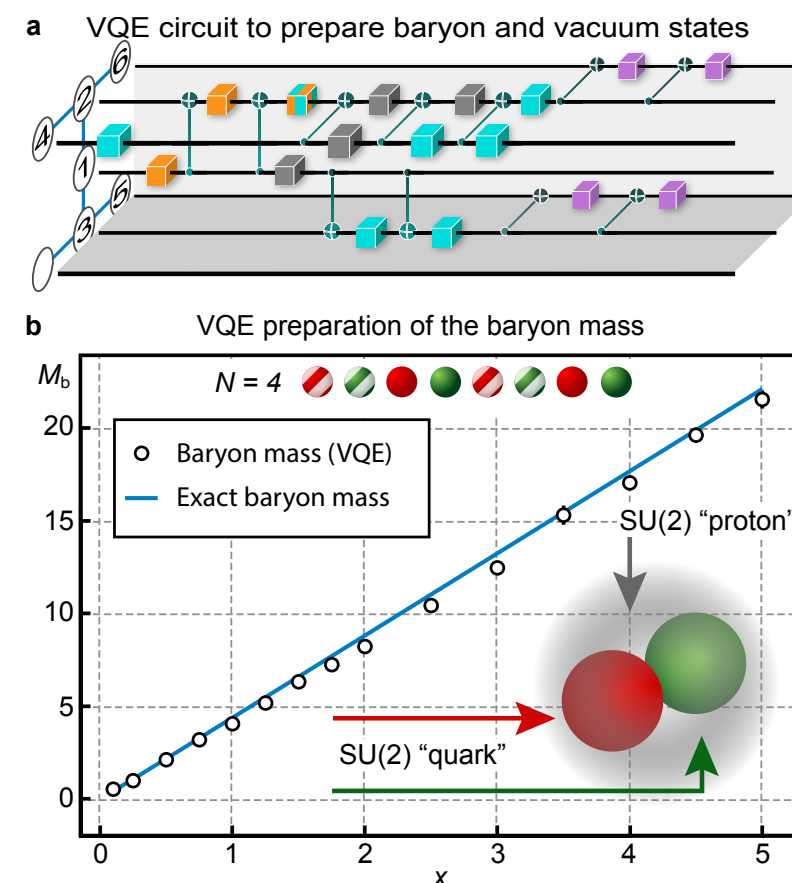 a VQE circuit to prepare baryon and vacuum states
6
2
4
1
5
3
b VQE preparation of the baryon mass
M_b
N = 4
20
Baryon mass (VQE)
Exact baryon mass
15
SU(2) “proton”
10
5
SU(2) “quark”
0
0 1 2 3 4 5
x